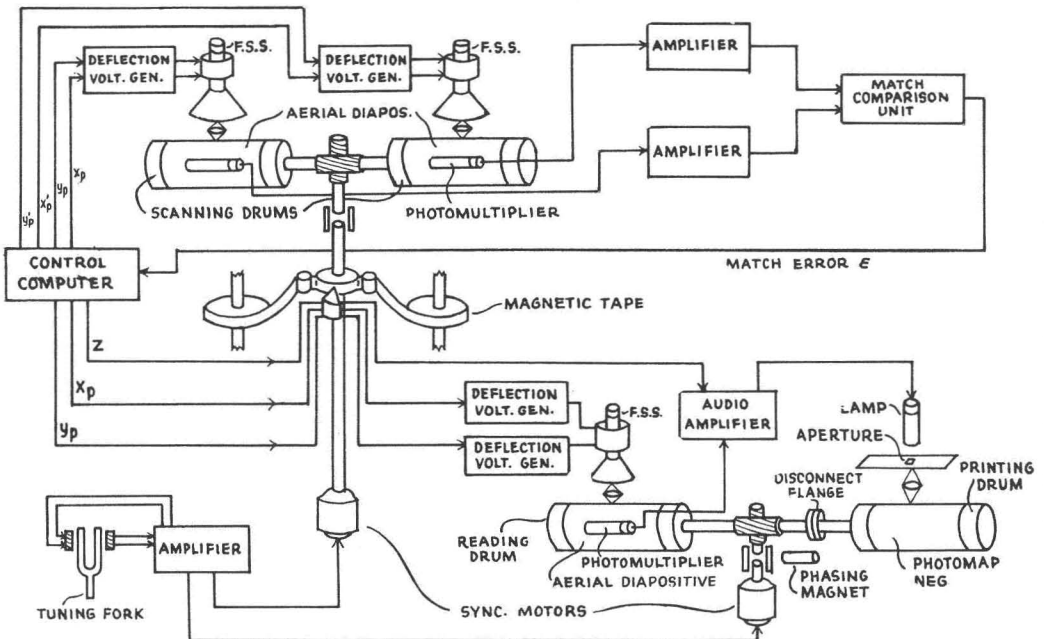 F.S.S.
F.S.S.
DEFLECTION
VOLT. GEN.
DEFLECTION
VOLT. GEN.
AMPLIFIER
MATCH
COMPARISON
UNIT
AERIAL DIAPOS.
AMPLIFIER
y'p
x'p
yp
xp
SCANNING DRUMS
PHOTOMULTIPLIER
CONTROL
COMPUTER
MATCH ERROR ε
MAGNETIC TAPE
Z
xp
yp
DEFLECTION
VOLT. GEN.
F.S.S.
DEFLECTION
VOLT. GEN.
AUDIO
AMPLIFIER
LAMP
APERTURE
DISCONNECT
FLANGE
PRINTING
DRUM
READING
DRUM
PHOTOMULTIPLIER
AERIAL DIAPOSITIVE
PHASING
MAGNET
PHOTOMAP
NEG
AMPLIFIER
TUNING FORK
SYNC. MOTORS